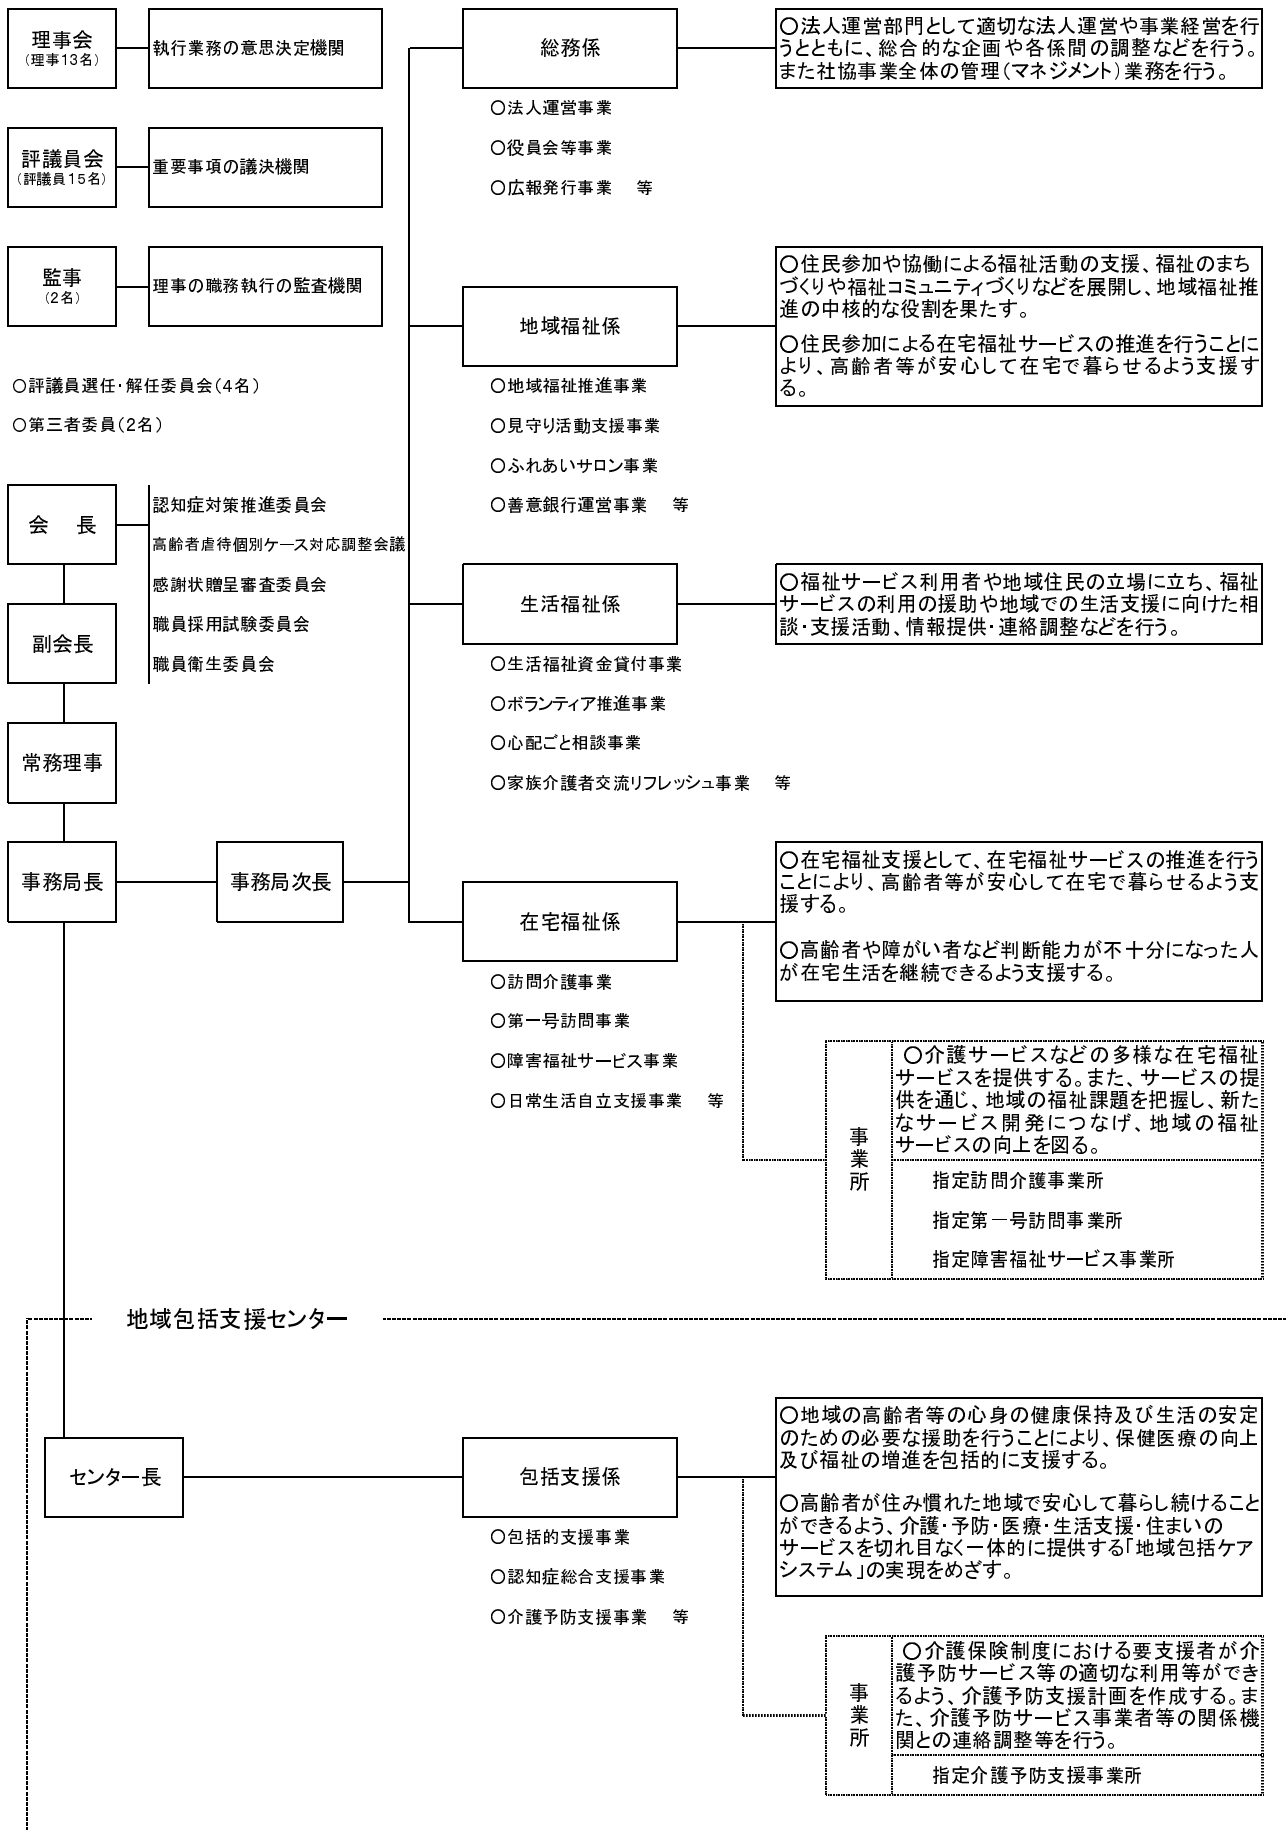 理事会
(理事13名)
執行業務の意思決定機関
評議員会
(評議員15名)
重要事項の議決機関
監事
(2名)
理事の職務執行の監査機関
○評議員選任・解任委員会(4名)
○第三者委員(2名)
会　長
認知症対策推進委員会
高齢者虐待個別ケース対応調整会議
感謝状贈呈審査委員会
職員採用試験委員会
職員衛生委員会
副会長
常務理事
事務局長
事務局次長
総務係
○法人運営部門として適切な法人運営や事業経営を行
うとともに、総合的な企画や各係間の調整などを行う。
また社協事業全体の管理(マネジメント)業務を行う。
○法人運営事業
○役員会等事業
○広報発行事業　等
地域福祉係
○住民参加や協働による福祉活動の支援、福祉のまち
づくりや福祉コミュニティづくりなどを展開し、地域福祉推
進の中核的な役割を果たす。
○住民参加による在宅福祉サービスの推進を行うことに
より、高齢者等が安心して在宅で暮らせるよう支援す
る。
○地域福祉推進事業
○見守り活動支援事業
○ふれあいサロン事業
○善意銀行運営事業　等
生活福祉係
○福祉サービス利用者や地域住民の立場に立ち、福祉
サービスの利用の援助や地域での生活支援に向けた相
談・支援活動、情報提供・連絡調整などを行う。
○生活福祉資金貸付事業
○ボランティア推進事業
○心配ごと相談事業
○家族介護者交流リフレッシュ事業　等
在宅福祉係
○在宅福祉支援として、在宅福祉サービスの推進を行う
ことにより、高齢者等が安心して在宅で暮らせるよう支
援する。
○高齢者や障がい者など判断能力が不十分になった人
が在宅生活を継続できるよう支援する。
○訪問介護事業
○第一号訪問事業
○障害福祉サービス事業
○日常生活自立支援事業　等
事業所
○介護サービスなどの多様な在宅福祉
サービスを提供する。また、サービスの提
供を通じ、地域の福祉課題を把握し、新た
なサービス開発につなげ、地域の福祉
サービスの向上を図る。
指定訪問介護事業所
指定第一号訪問事業所
指定障害福祉サービス事業所
地域包括支援センター
センター長
包括支援係
○地域の高齢者等の心身の健康保持及び生活の安定
のための必要な援助を行うことにより、保健医療の向上
及び福祉の増進を包括的に支援する。
○高齢者が住み慣れた地域で安心して暮らし続けること
ができるよう、介護・予防・医療・生活支援・住まいの
サービスを切れ目なく一体的に提供する「地域包括ケア
システム」の実現をめざす。
○包括的支援事業
○認知症総合支援事業
○介護予防支援事業　等
事業所
○介護保険制度における要支援者が介
護予防サービス等の適切な利用等ができ
るよう、介護予防支援計画を作成する。ま
た、介護予防サービス事業者等の関係機
関との連絡調整等を行う。
指定介護予防支援事業所